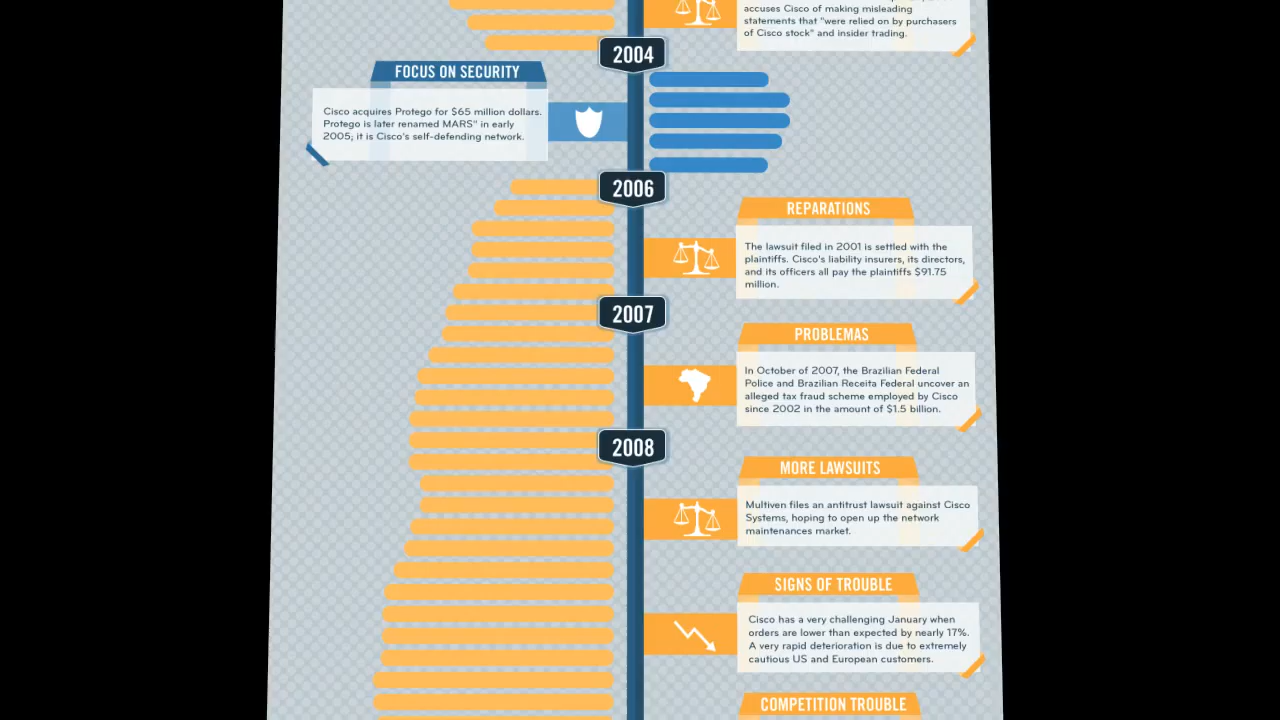 accuses Cisco of making misleading
statements that "were relied on by purchasers
of Cisco stock" and insider trading.
2004
FOCUS ON SECURITY
Cisco acquires Protego for $65 million dollars.
Protego is later renamed MARS" in early
2005; it is Cisco's self-defending network.
2006
REPARATIONS
The lawsuit filed in 2001 is settled with the
plaintiffs. Cisco's liability insurers, its directors,
and its officers all pay the plaintiffs $91.75
million.
2007
PROBLEMAS
In October of 2007, the Brazilian Federal
Police and Brazilian Receita Federal uncover an
alleged tax fraud scheme employed by Cisco
since 2002 in the amount of $1.5 billion.
2008
MORE LAWSUITS
Multiven files an antitrust lawsuit against Cisco
Systems, hoping to open up the network
maintenances market.
SIGNS OF TROUBLE
Cisco has a very challenging January when
orders are lower than expected by nearly 17%.
A very rapid deterioration is due to extremely
cautious US and European customers.
COMPETITION TROUBLE